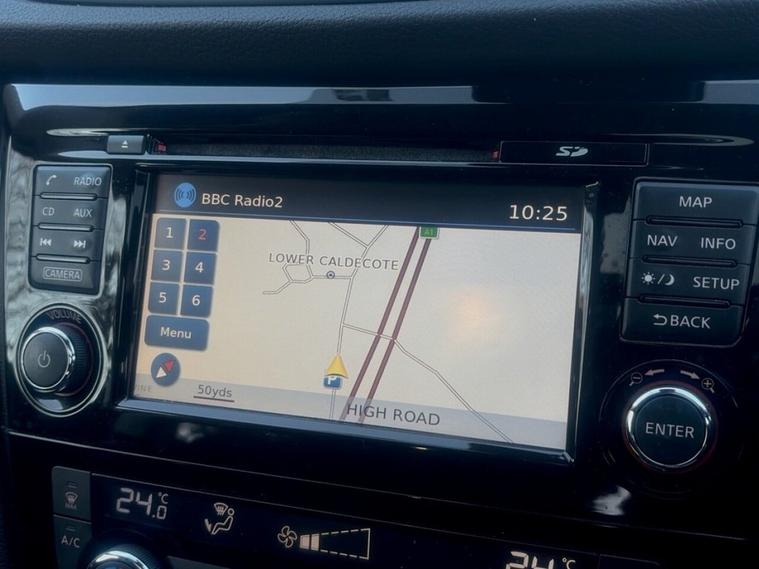 SD
RADIO
CD AUX
CAMERA
VOLUME
BBC Radio2
10:25
1 2
3 4
5 6
Menu
A1
LOWER CALDECOTE
P
50yds
HIGH ROAD
MAP
NAV INFO
SETUP
BACK
ENTER
A/C
24.0°C
24°C